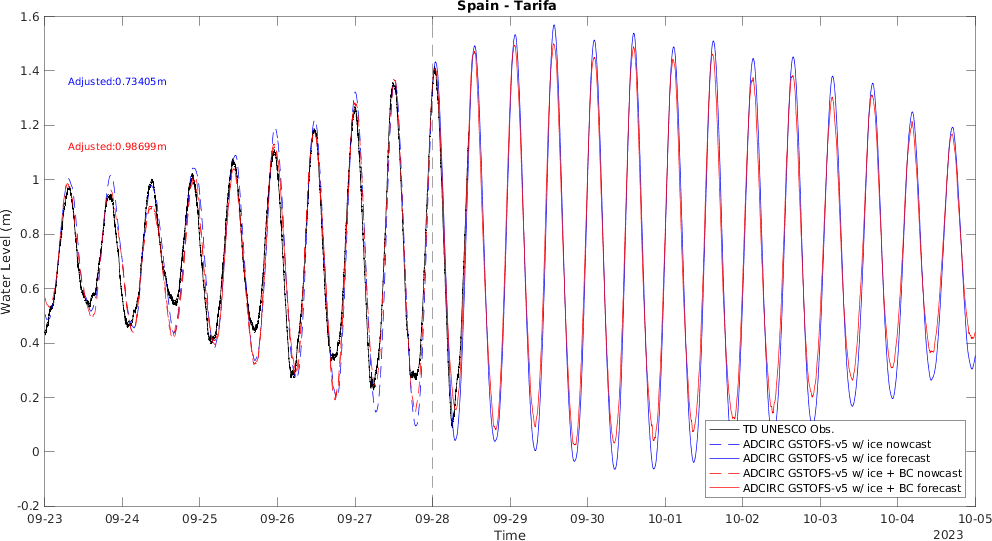 Spain - Tarifa
1.6
1.4
1.2
1
0.8
0.6
0.4
0.2
0
-0.2
Water Level (m)
Adjusted:0.73405m
Adjusted:0.98699m
TD UNESCO Obs.
ADCIRC GSTOFS-v5 w/ ice nowcast
ADCIRC GSTOFS-v5 w/ ice forecast
ADCIRC GSTOFS-v5 w/ ice + BC nowcast
ADCIRC GSTOFS-v5 w/ ice + BC forecast
09-23 09-24 09-25 09-26 09-27 09-28 09-29 09-30 10-01 10-02 10-03 10-04 10-05
Time
2023